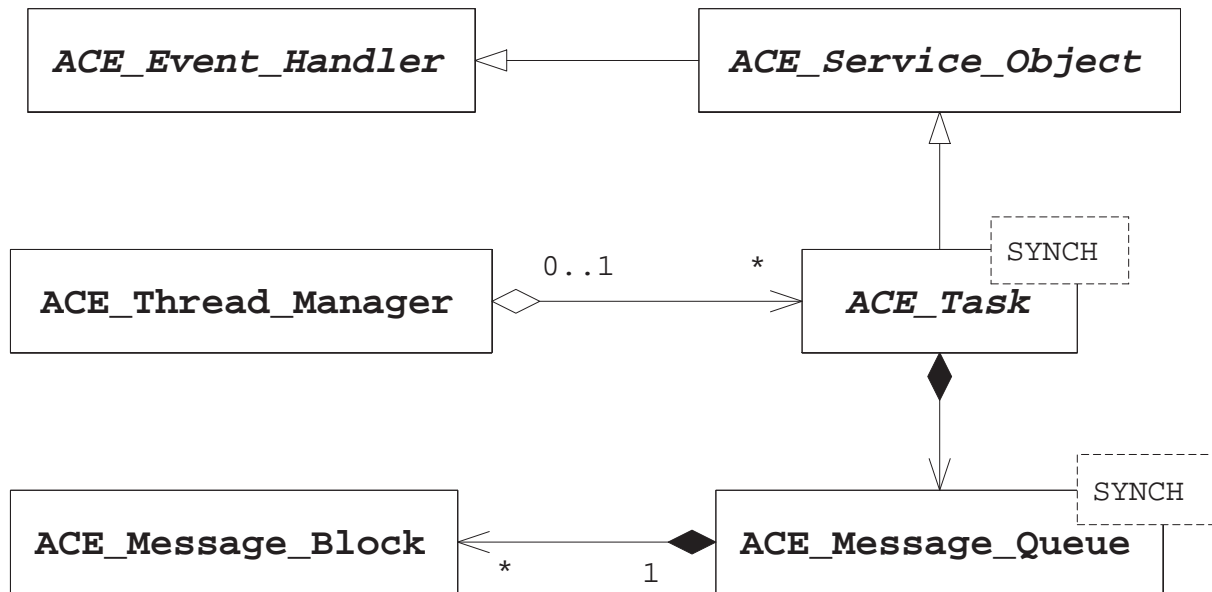 ACE_Event_Handler
ACE_Service_Object
SYNCH
0..1
*
ACE_Thread_Manager
ACE_Task
SYNCH
ACE_Message_Block
ACE_Message_Queue
*
1